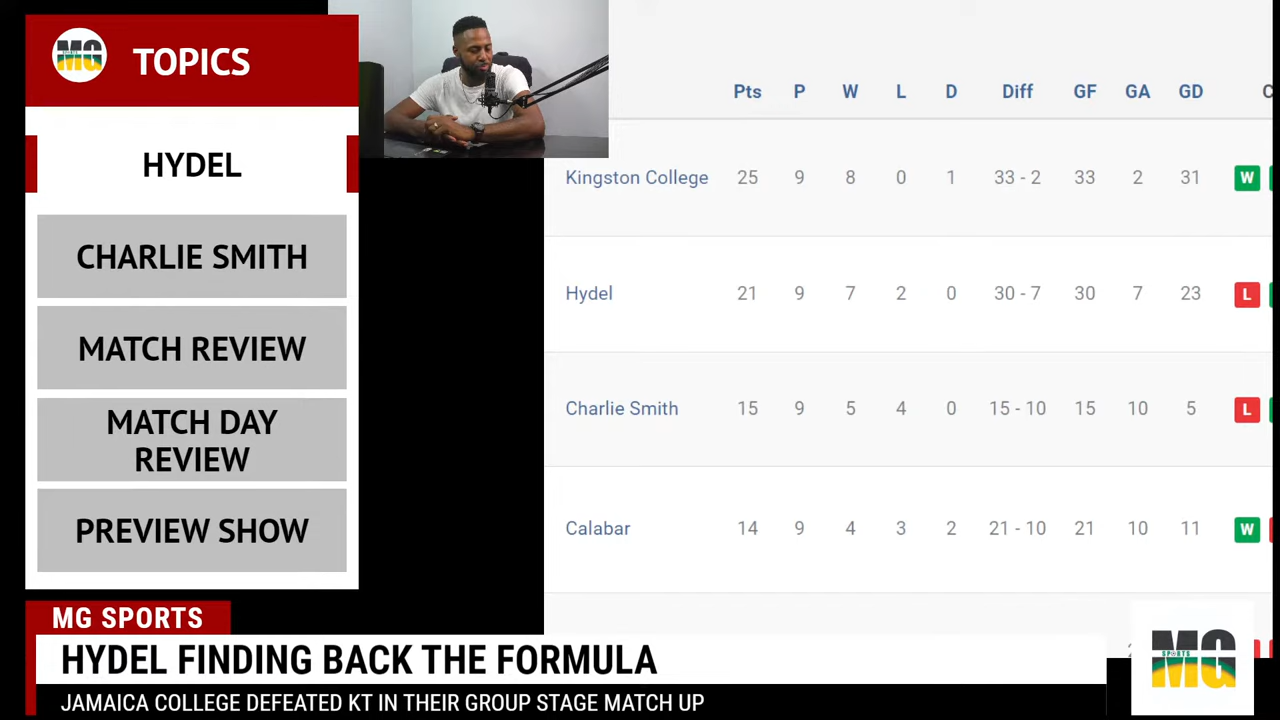 MG
SPORTS
TOPICS
HYDEL
CHARLIE SMITH
MATCH REVIEW
MATCH DAY
REVIEW
PREVIEW SHOW
Pts P W L D Diff GF GA GD
Kingston College 25 9 8 0 1 33 - 2 33 2 31 W
Hydel 21 9 7 2 0 30 - 7 30 7 23 L
Charlie Smith 15 9 5 4 0 15 - 10 15 10 5 L
Calabar 14 9 4 3 2 21 - 10 21 10 11 W
MG SPORTS
HYDEL FINDING BACK THE FORMULA
JAMAICA COLLEGE DEFEATED KT IN THEIR GROUP STAGE MATCH UP
MG
SPORTS